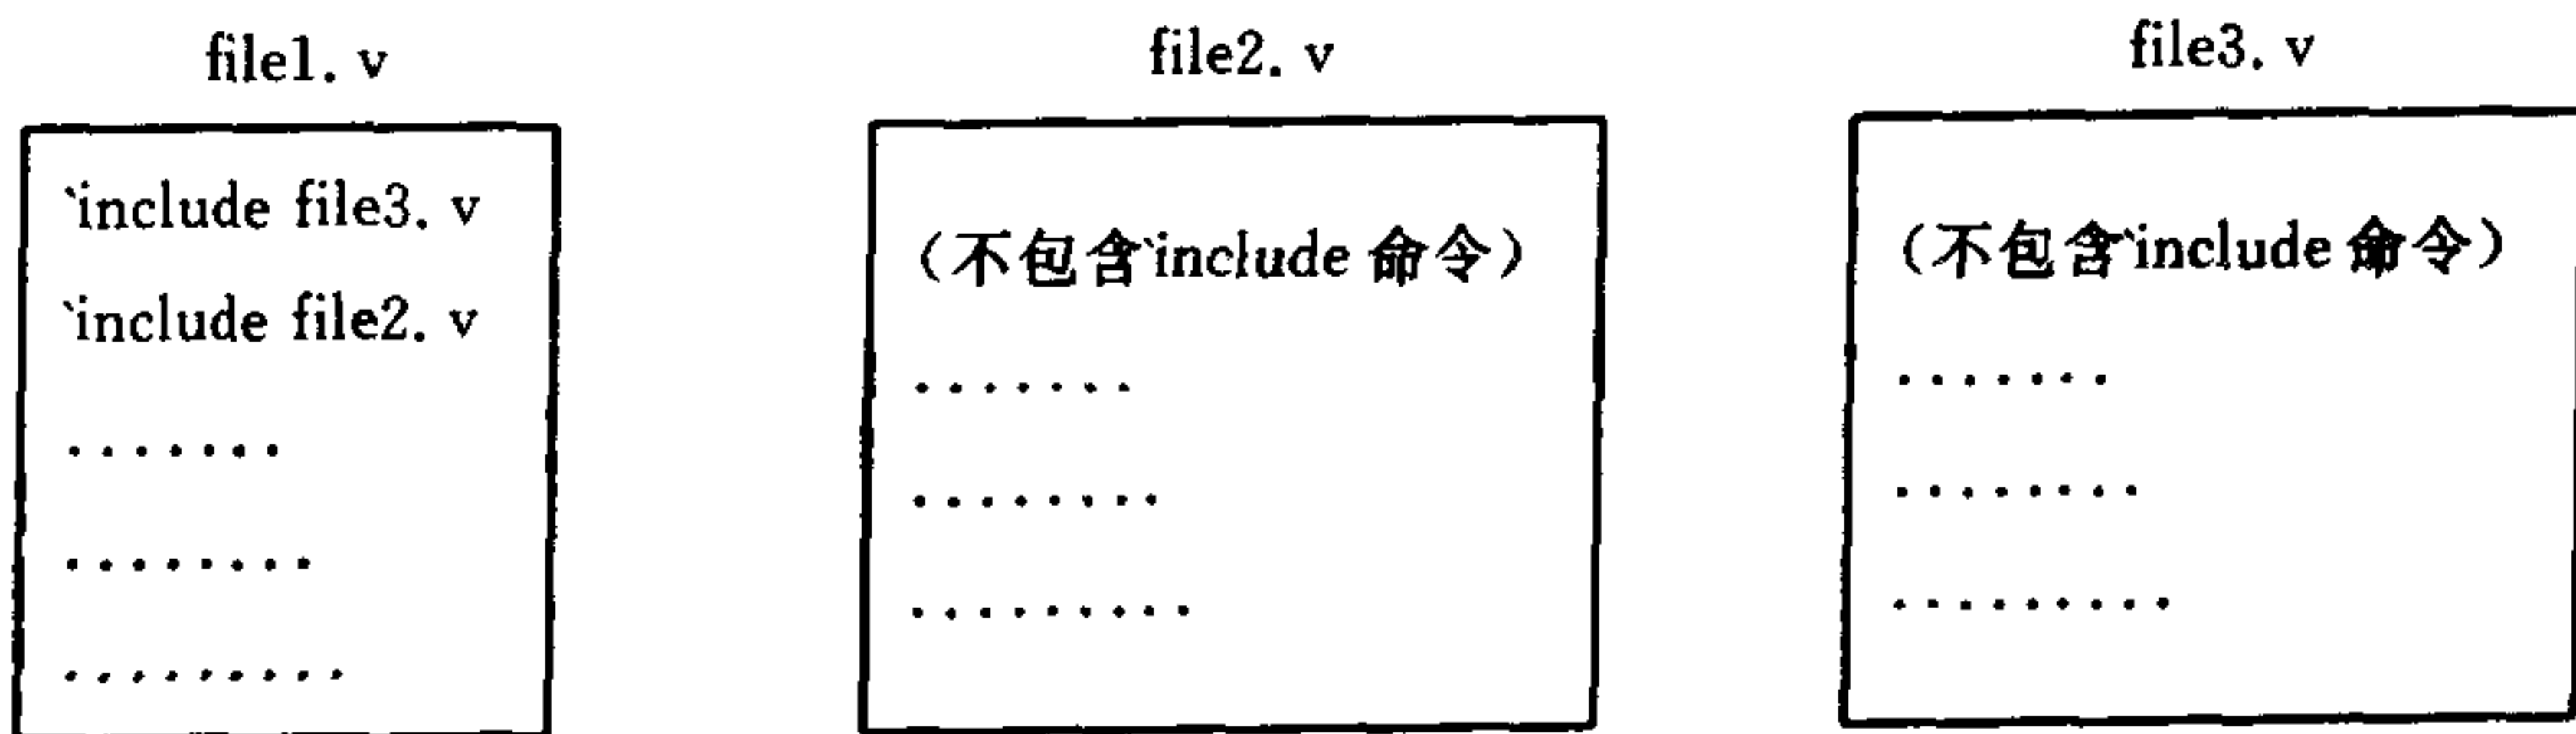 file1. v
`include file3. v
`include file2. v
.......
........
.........
file2. v
(不包含`include 命令)
.......
........
.........
file3. v
(不包含`include 命令)
.......
........
.........